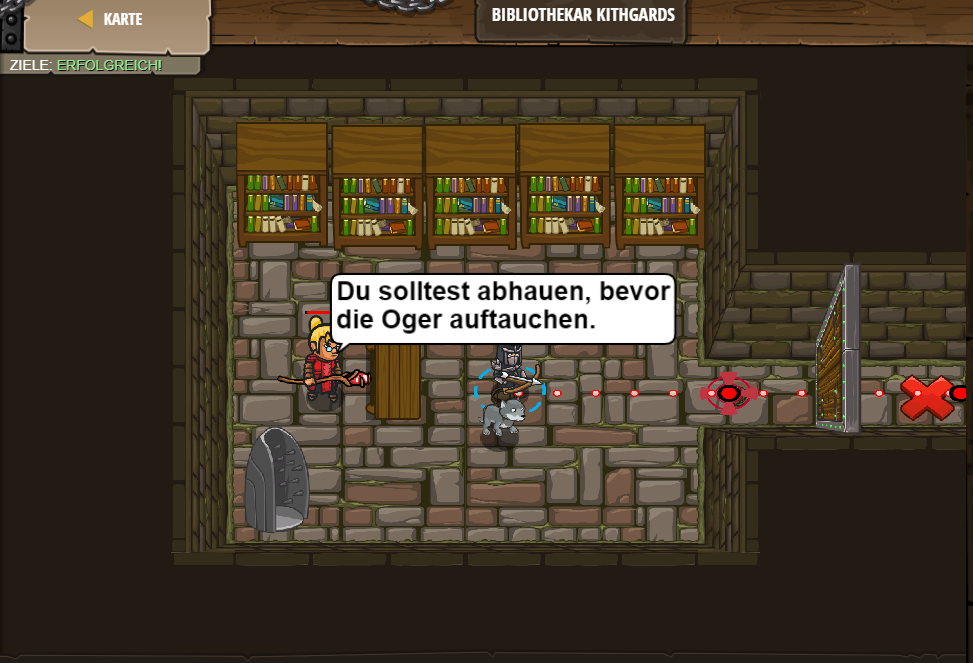 KARTE
BIBLIOTHEKAR KITHGARDS
ZIELE: ERFOLGREICH!
Du solltest abhauen, bevor
die Oger auftauchen.